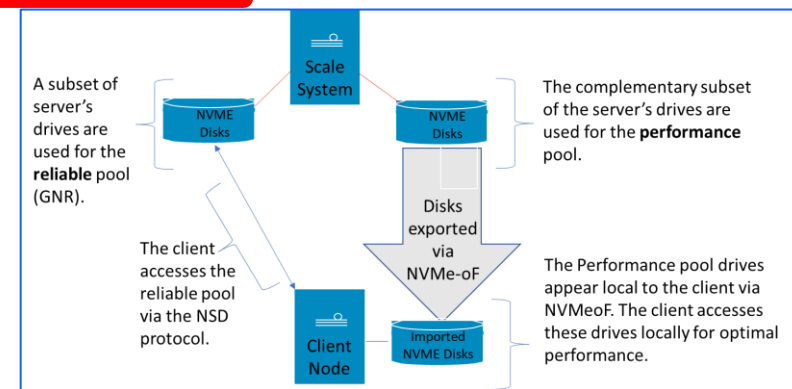 Scale
System
A subset of
server's
drives are
used for the
reliable pool
(GNR).
NVME
Disks
NVME
Disks
The complementary subset
of the server's drives are
used for the performance
pool.
Disks
exported
via
NVMe-oF
The client
accesses the
reliable pool
via the NSD
protocol.
Client
Node
Imported
NVME Disks
The Performance pool drives
appear local to the client via
NVMeoF. The client accesses
these drives locally for optimal
performance.